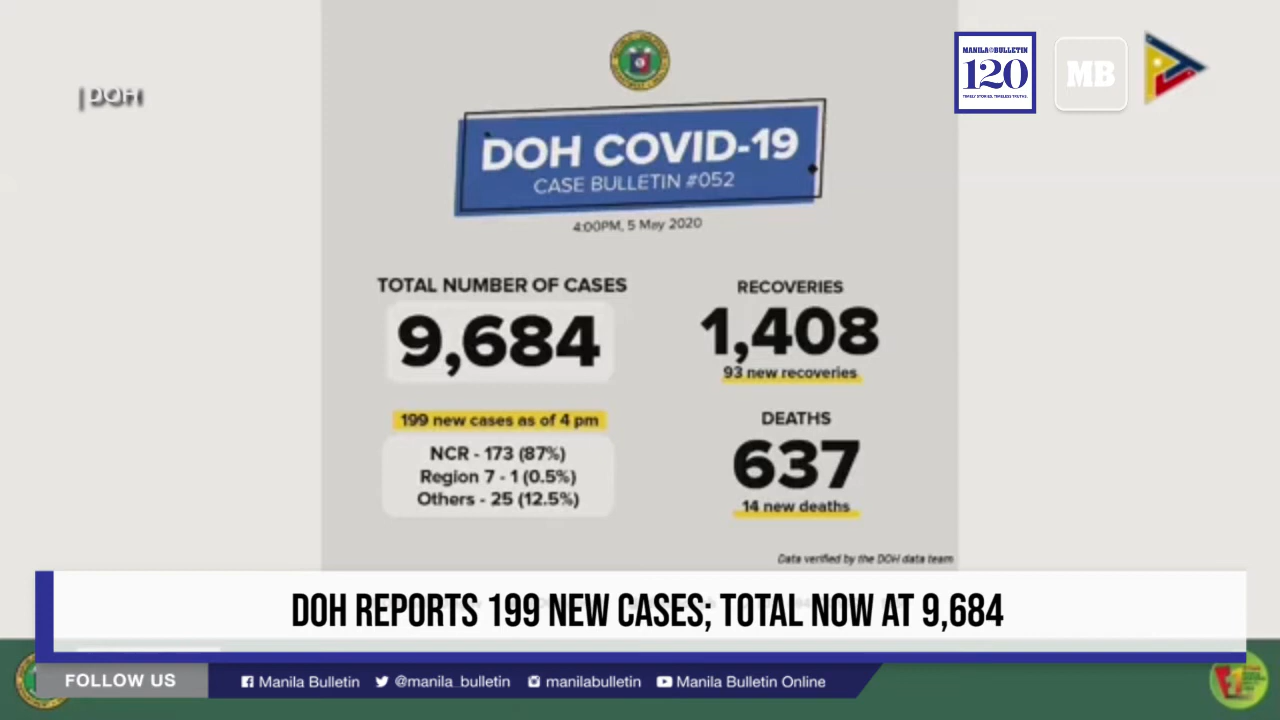 | DOH
MANILA BULLETIN
120
MB
DOH COVID-19
CASE BULLETIN #052
4:00PM, 5 May 2020
TOTAL NUMBER OF CASES
9,684
199 new cases as of 4 pm
NCR - 173 (87%)
Region 7 - 1 (0.5%)
Others - 25 (12.5%)
RECOVERIES
1,408
93 new recoveries
DEATHS
637
14 new deaths
Data verified by the DOH data team
DOH REPORTS 199 NEW CASES; TOTAL NOW AT 9,684
FOLLOW US
Manila Bulletin
@manila_bulletin
manilabulletin
Manila Bulletin Online